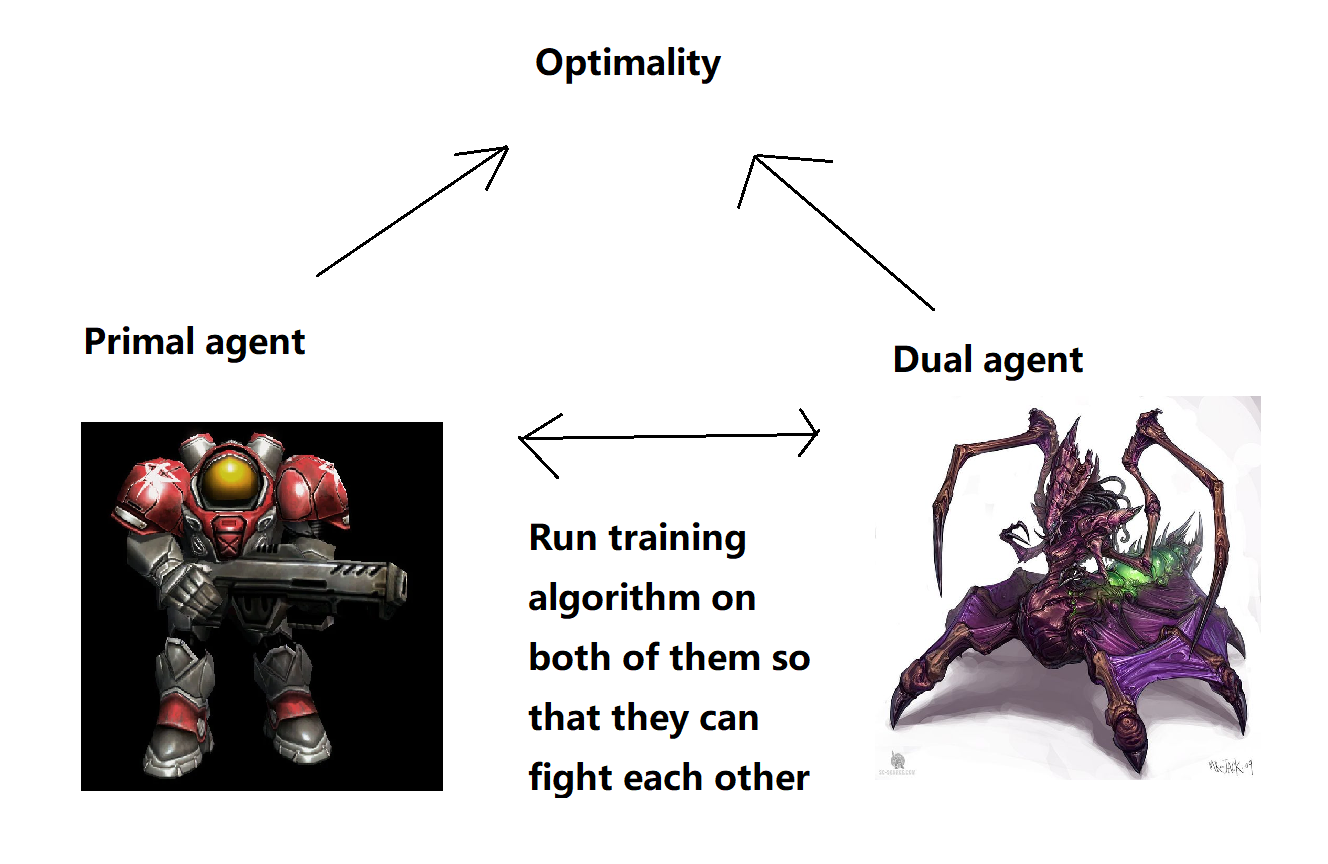 Optimality
Primal agent
Dual agent
Run training
algorithm on
both of them so
that they can
fight each other